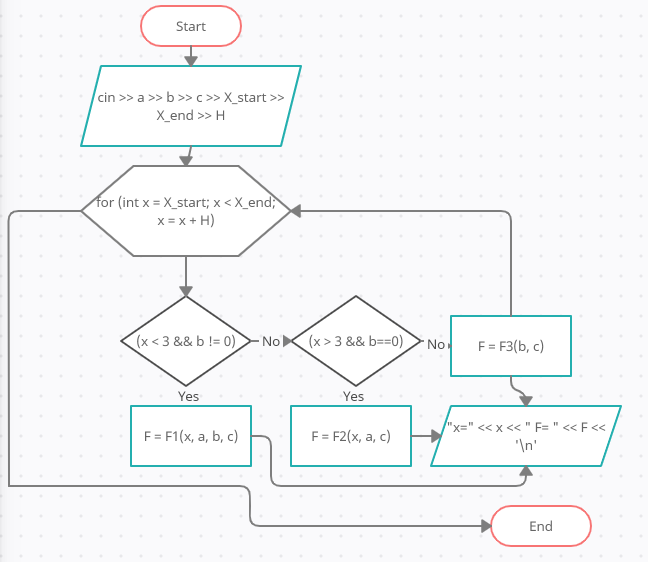 Start
cin >> a >> b >> c >> X_start >>
X_end >> H
for (int x = X_start; x < X_end;
x = x + H)
(x < 3 && b != 0)
No
(x > 3 && b==0)
No
F = F3(b, c)
Yes
Yes
F = F1(x, a, b, c)
F = F2(x, a, c)
"x=" << x << " F= " << F <<
'\n'
End